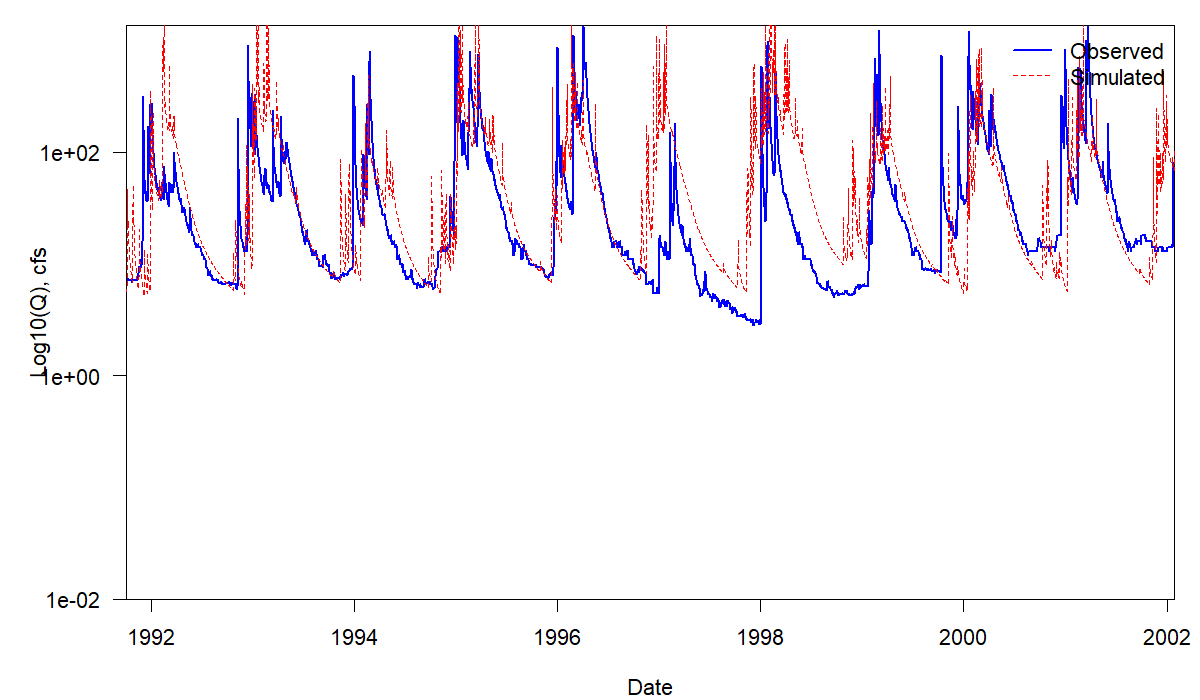 Observed
Simulated
1e+02
1e+00
1e-02
Log10(Q), cfs
1992
1994
1996
1998
2000
2002
Date